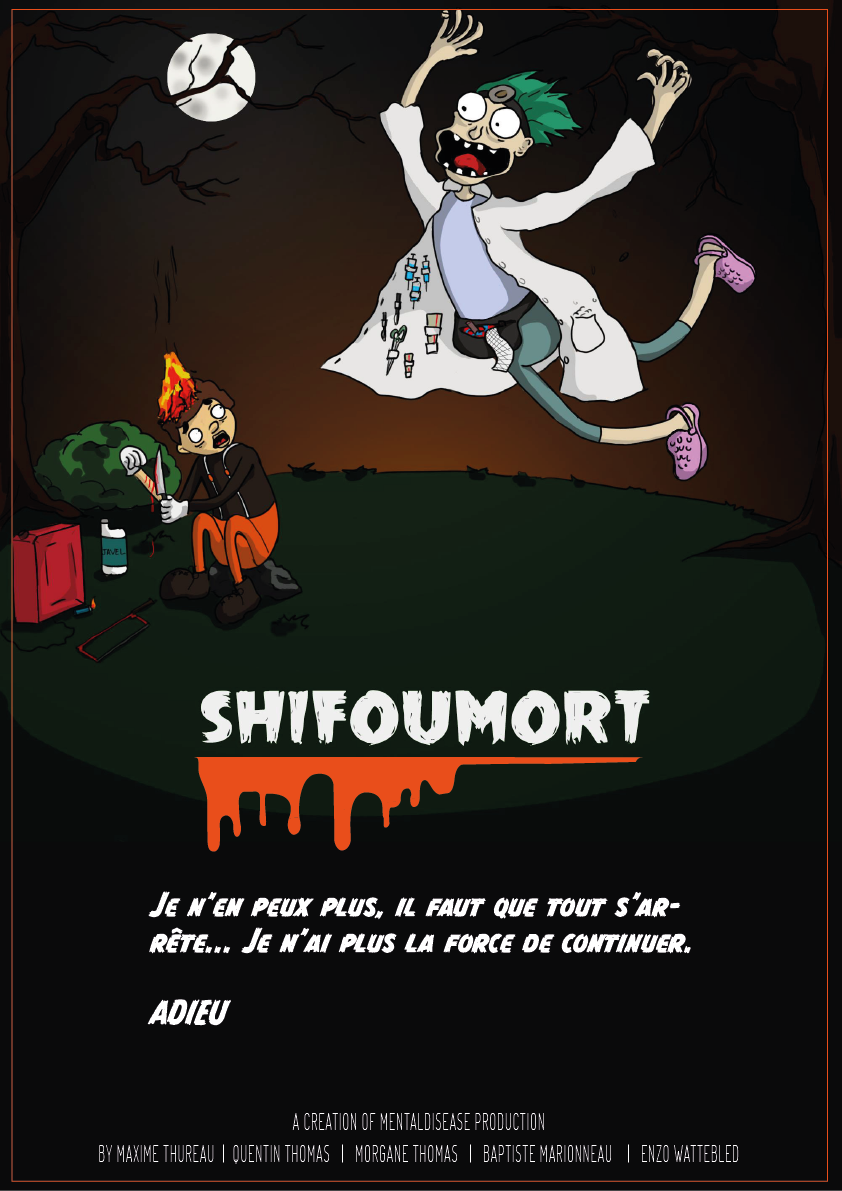 JAVEL
SHIFOUMORT
JE N'EN PEUX PLUS, IL FAUT QUE TOUT S'AR-
RÊTE... JE N'AI PLUS LA FORCE DE CONTINUER.
ADIEU
A CREATION OF MENTALDISEASE PRODUCTION
BY MAXIME THUREAU | QUENTIN THOMAS | MORGANE THOMAS | BAPTISTE MARIONNEAU | ENZO WATTEBLED